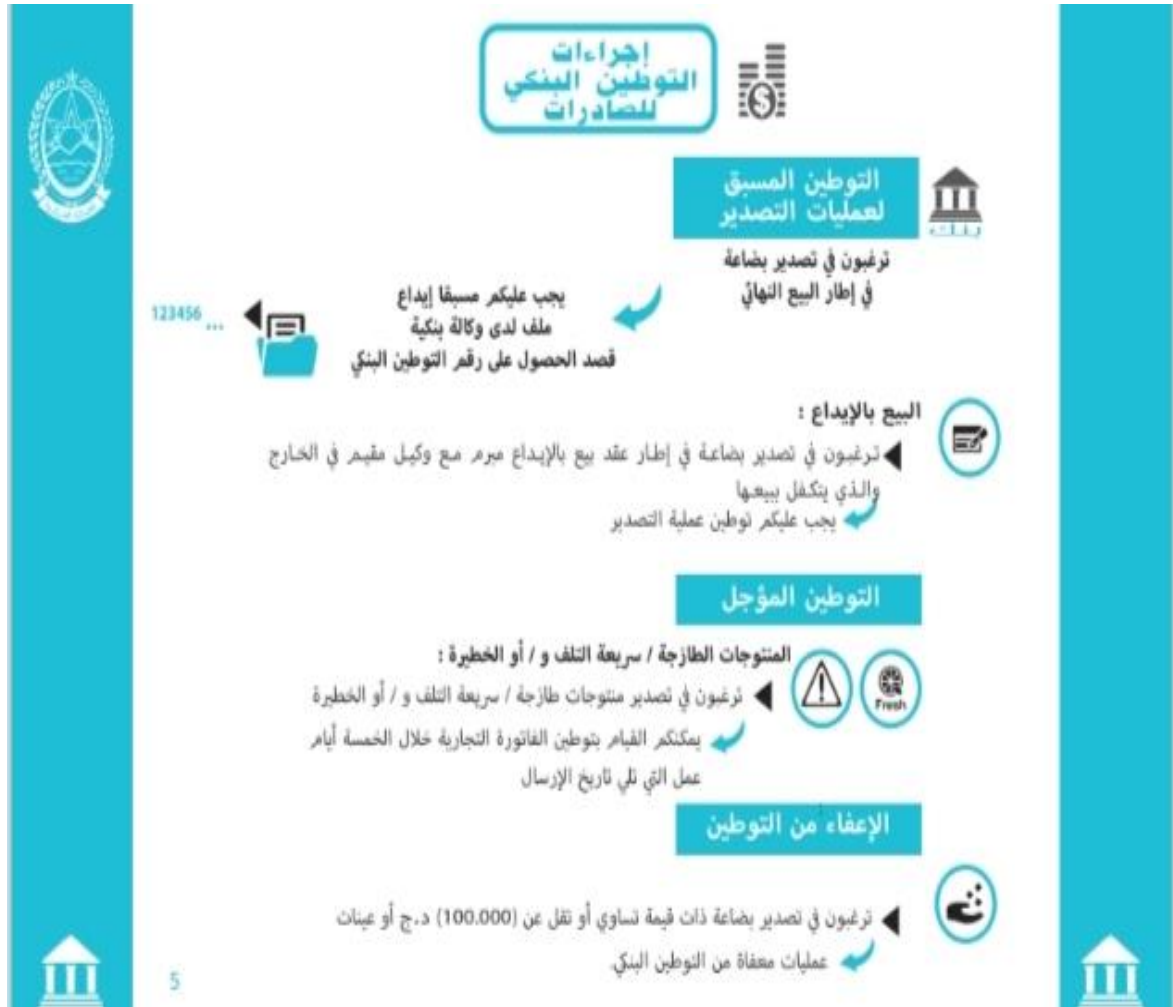 إجراءات
التوطين البنكي
للصادرات
التوطين المسبق
لعمليات التصدير
بنك
ترغبون في تصدير بضاعة
في إطار البيع النهائي
يجب عليكم مسبقا إيداع
ملف لدى وكالة بنكية
قصد الحصول على رقم التوطين البنكي
123456 ...
البيع بالإيداع :
ترغبون في تصدير بضاعة في إطار عقد بيع بالإيداع مبرم مع وكيل مقيم في الخارج
والذي يتكفل ببيعها
يجب عليكم توطين عملية التصدير
التوطين المؤجل
المنتوجات الطازجة / سريعة التلف و / أو الخطيرة :
Fresh
ترغبون في تصدير منتوجات طازجة / سريعة التلف و / أو الخطيرة
يمكنكم القيام بتوطين الفاتورة التجارية خلال الخمسة أيام
عمل التي تلي تاريخ الإرسال
الإعفاء من التوطين
ترغبون في تصدير بضاعة ذات قيمة تساوي أو تقل عن (100.000) د.ج أو عينات
عمليات معفاة من التوطين البنكي.
5